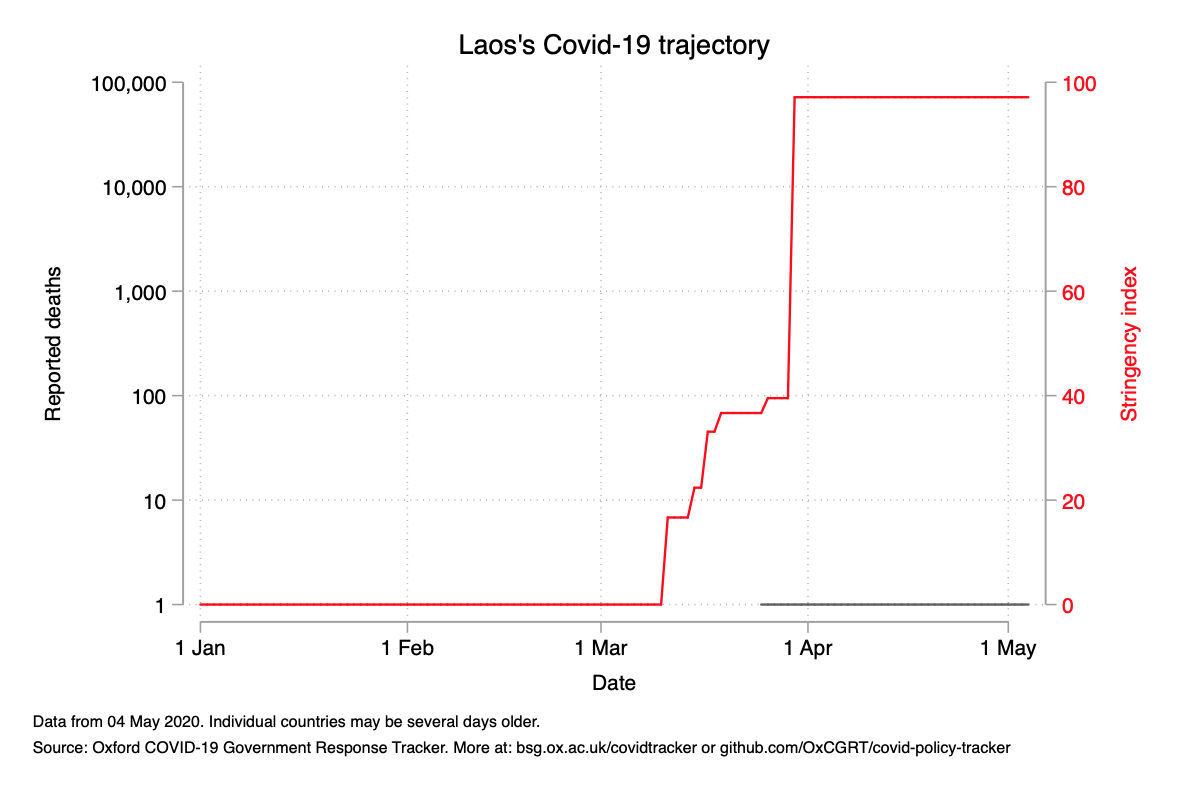 Laos's Covid-19 trajectory
100,000
10,000
1,000
100
10
1
Reported deaths
100
80
60
40
20
0
Stringency index
1 Jan
1 Feb
1 Mar
1 Apr
1 May
Date
Data from 04 May 2020. Individual countries may be several days older.
Source: Oxford COVID-19 Government Response Tracker. More at: bsg.ox.ac.uk/covidtracker or github.com/OxCGRT/covid-policy-tracker